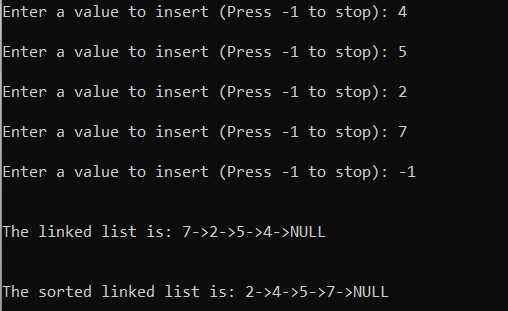 Enter a value to insert (Press -1 to stop): 4
Enter a value to insert (Press -1 to stop): 5
Enter a value to insert (Press -1 to stop): 2
Enter a value to insert (Press -1 to stop): 7
Enter a value to insert (Press -1 to stop): -1
The linked list is: 7->2->5->4->NULL
The sorted linked list is: 2->4->5->7->NULL